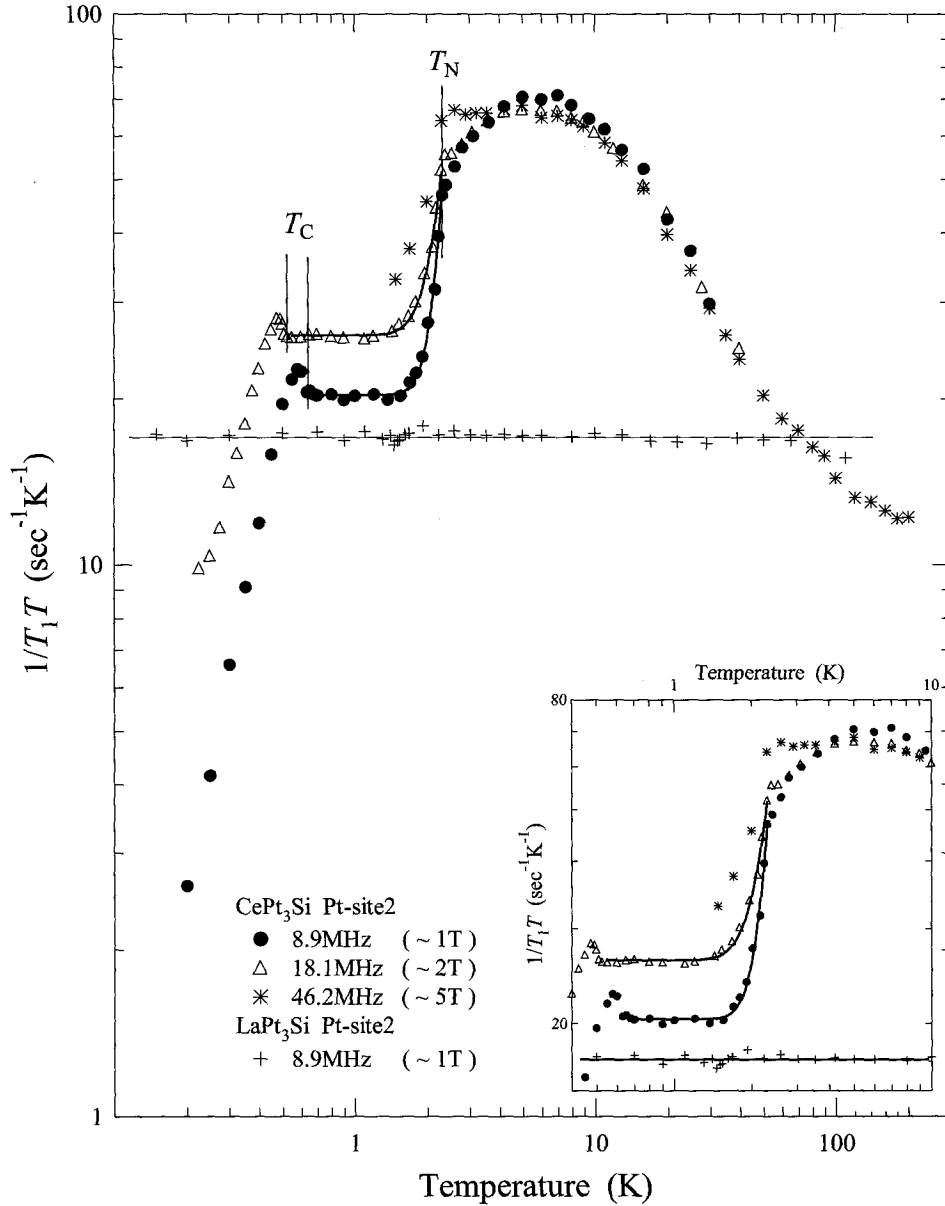 100
T_N
T_C
10
1/T_1T (sec^-1K^-1)
Temperature (K)
1
10
80
1/T_1T (sec^-1K^-1)
20
CePt_3Si Pt-site2
8.9MHz ( ~ 1T )
18.1MHz ( ~ 2T )
46.2MHz ( ~ 5T )
LaPt_3Si Pt-site2
8.9MHz ( ~ 1T )
1
1
10
100
Temperature (K)